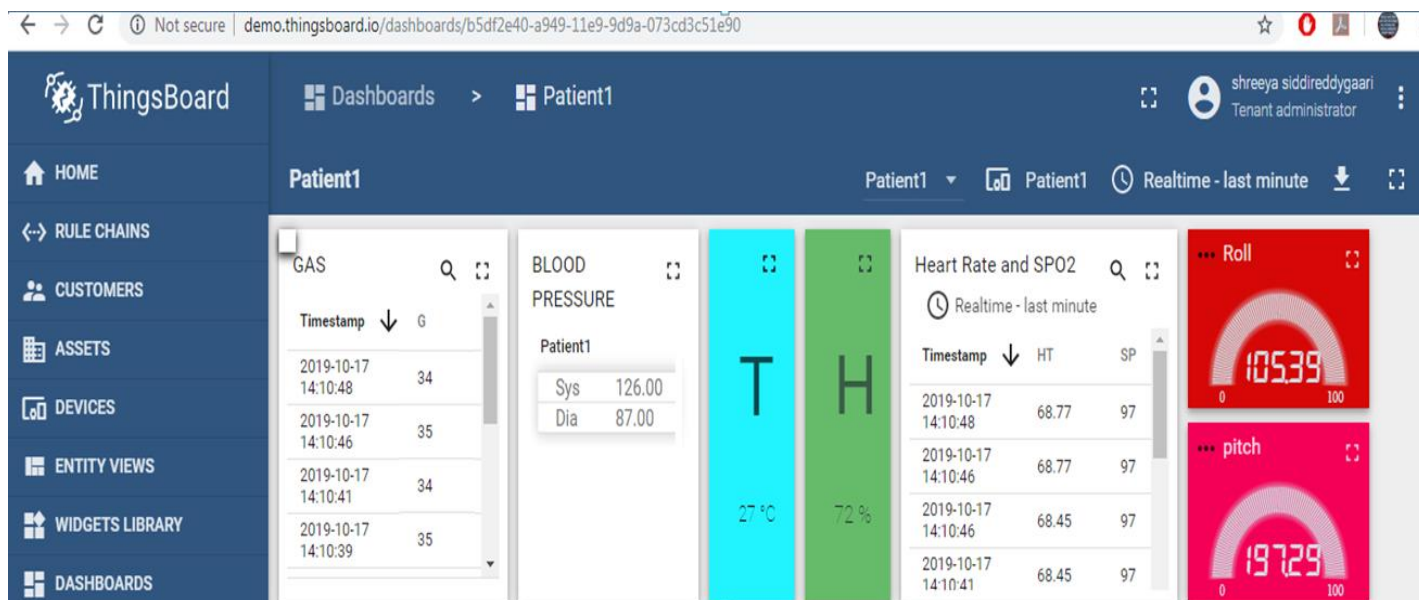 Not secure | demo.thingsboard.io/dashboards/b5df2e40-a949-11e9-9d9a-073cd3c51e90
ThingsBoard
Dashboards > Patient1
shreeya siddireddygaari
Tenant administrator
HOME
RULE CHAINS
CUSTOMERS
ASSETS
DEVICES
ENTITY VIEWS
WIDGETS LIBRARY
DASHBOARDS
Patient1
Patient1
Patient1
Realtime - last minute
GAS
Timestamp G
2019-10-17
14:10:48 34
2019-10-17
14:10:46 35
2019-10-17
14:10:41 34
2019-10-17
14:10:39 35
BLOOD
PRESSURE
Patient1
Sys 126.00
Dia 87.00
T
27 °C
H
72 %
Heart Rate and SPO2
Realtime - last minute
Timestamp HT SP
2019-10-17
14:10:48 68.77 97
2019-10-17
14:10:46 68.77 97
2019-10-17
14:10:46 68.45 97
2019-10-17
14:10:41 68.45 97
Roll
105.39
0 100
pitch
197.29
0 100